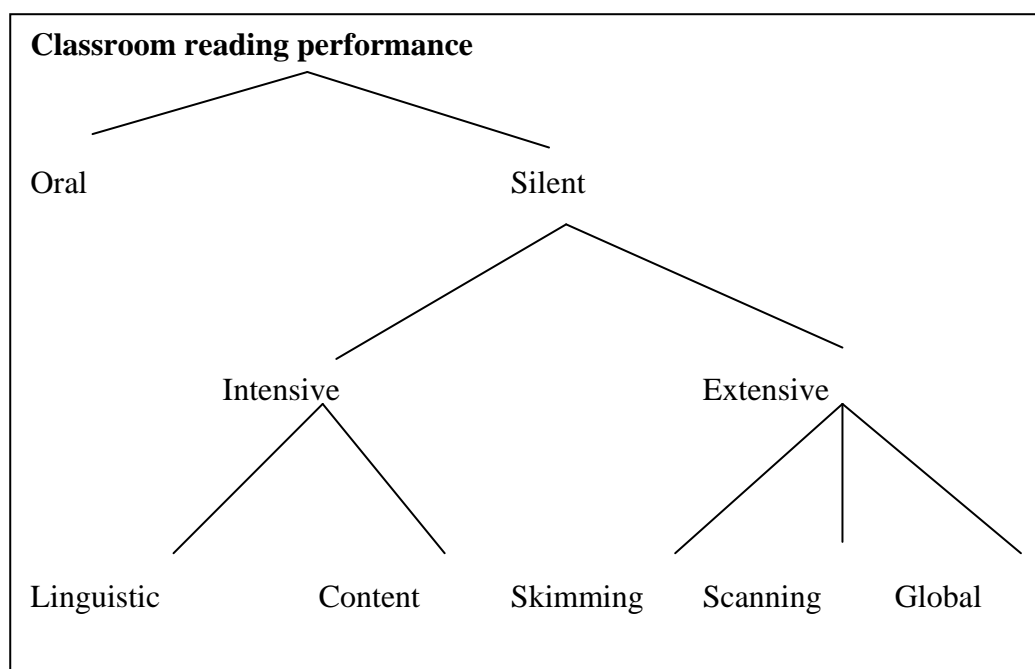 Classroom reading performance
Oral Silent
Intensive Extensive
Linguistic Content Skimming Scanning Global